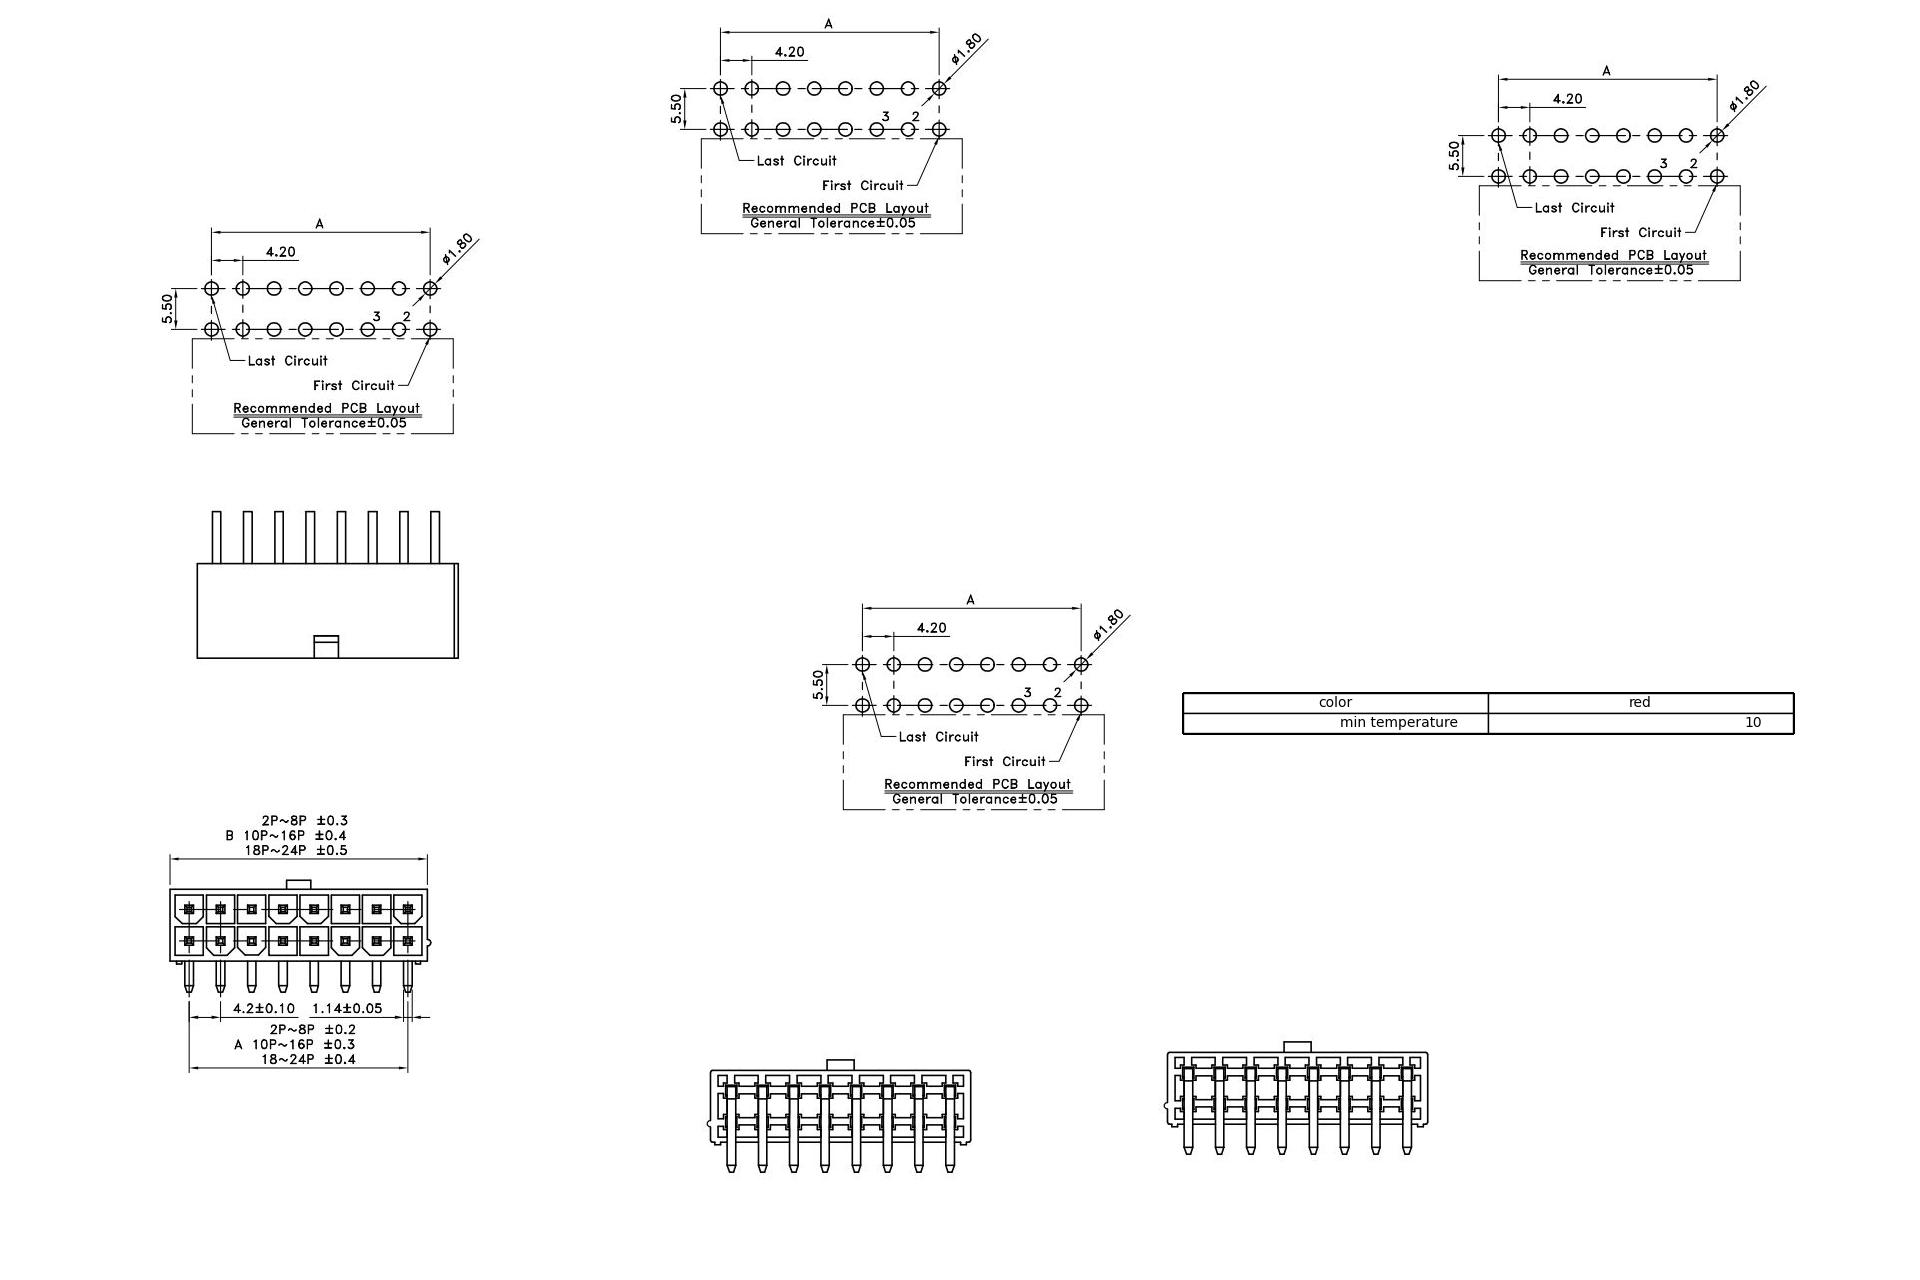 A
4.20
ø1.80
5.50
3 2
Last Circuit
First Circuit
Recommended PCB Layout
General Tolerance±0.05
A
4.20
ø1.80
5.50
3 2
Last Circuit
First Circuit
Recommended PCB Layout
General Tolerance±0.05
A
4.20
ø1.80
5.50
3 2
Last Circuit
First Circuit
Recommended PCB Layout
General Tolerance±0.05
A
4.20
ø1.80
5.50
3 2
Last Circuit
First Circuit
Recommended PCB Layout
General Tolerance±0.05
color red
min temperature 10
2P~8P ±0.3
B 10P~16P ±0.4
18P~24P ±0.5
4.2±0.10 1.14±0.05
2P~8P ±0.2
A 10P~16P ±0.3
18~24P ±0.4